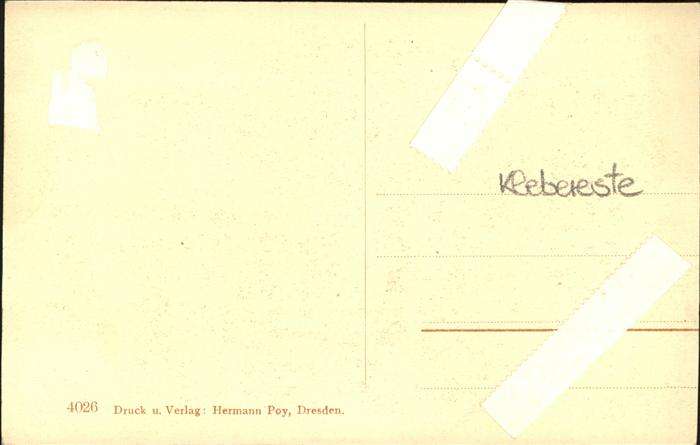 Klebereste
4026 Druck u. Verlag: Hermann Poy, Dresden.